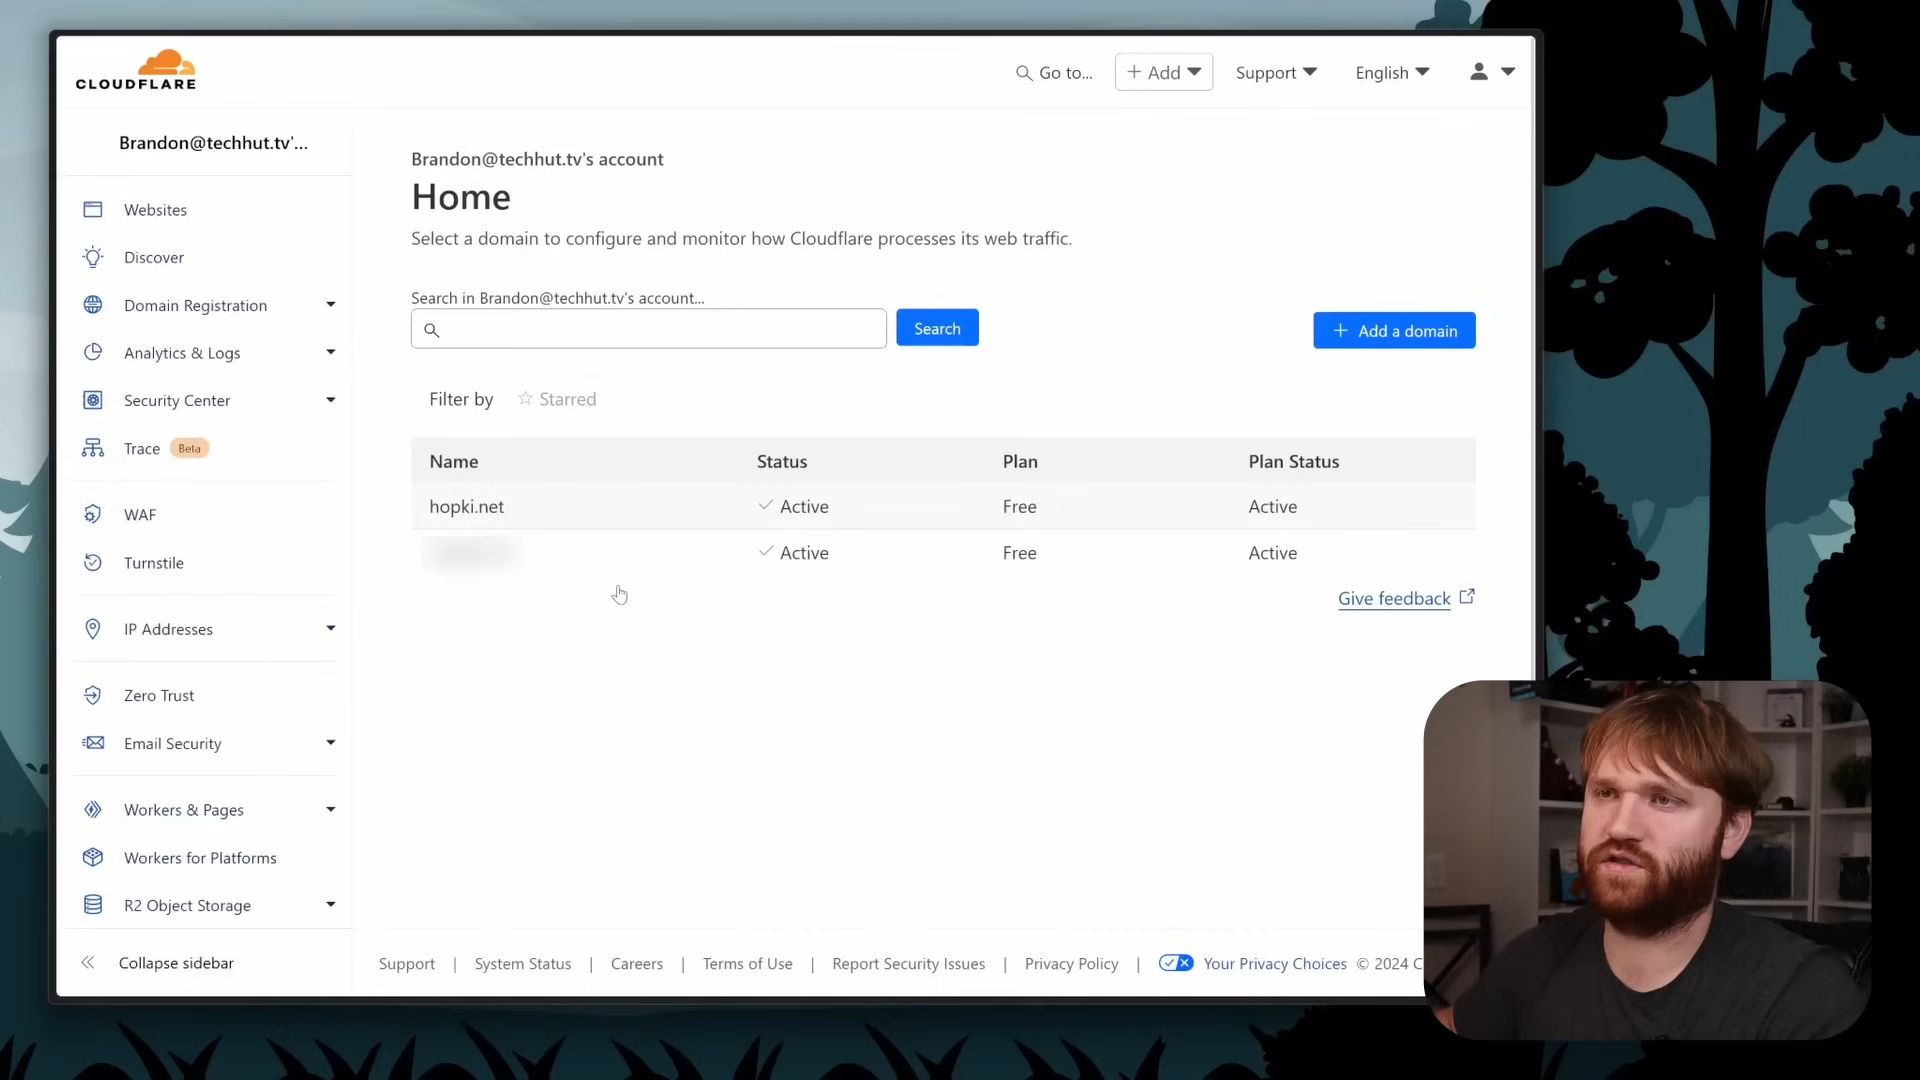 CLOUDFLARE
Go to...
+ Add
Support
English
Brandon@techhut.tv'...
Websites
Discover
Domain Registration
Analytics & Logs
Security Center
Trace Beta
WAF
Turnstile
IP Addresses
Zero Trust
Email Security
Workers & Pages
Workers for Platforms
R2 Object Storage
Collapse sidebar
Brandon@techhut.tv's account
Home
Select a domain to configure and monitor how Cloudflare processes its web traffic.
Search in Brandon@techhut.tv's account...
Search
+ Add a domain
Filter by Starred
Name Status Plan Plan Status
hopki.net Active Free Active
Active Free Active
Give feedback
Support | System Status | Careers | Terms of Use | Report Security Issues | Privacy Policy | Your Privacy Choices © 2024 C